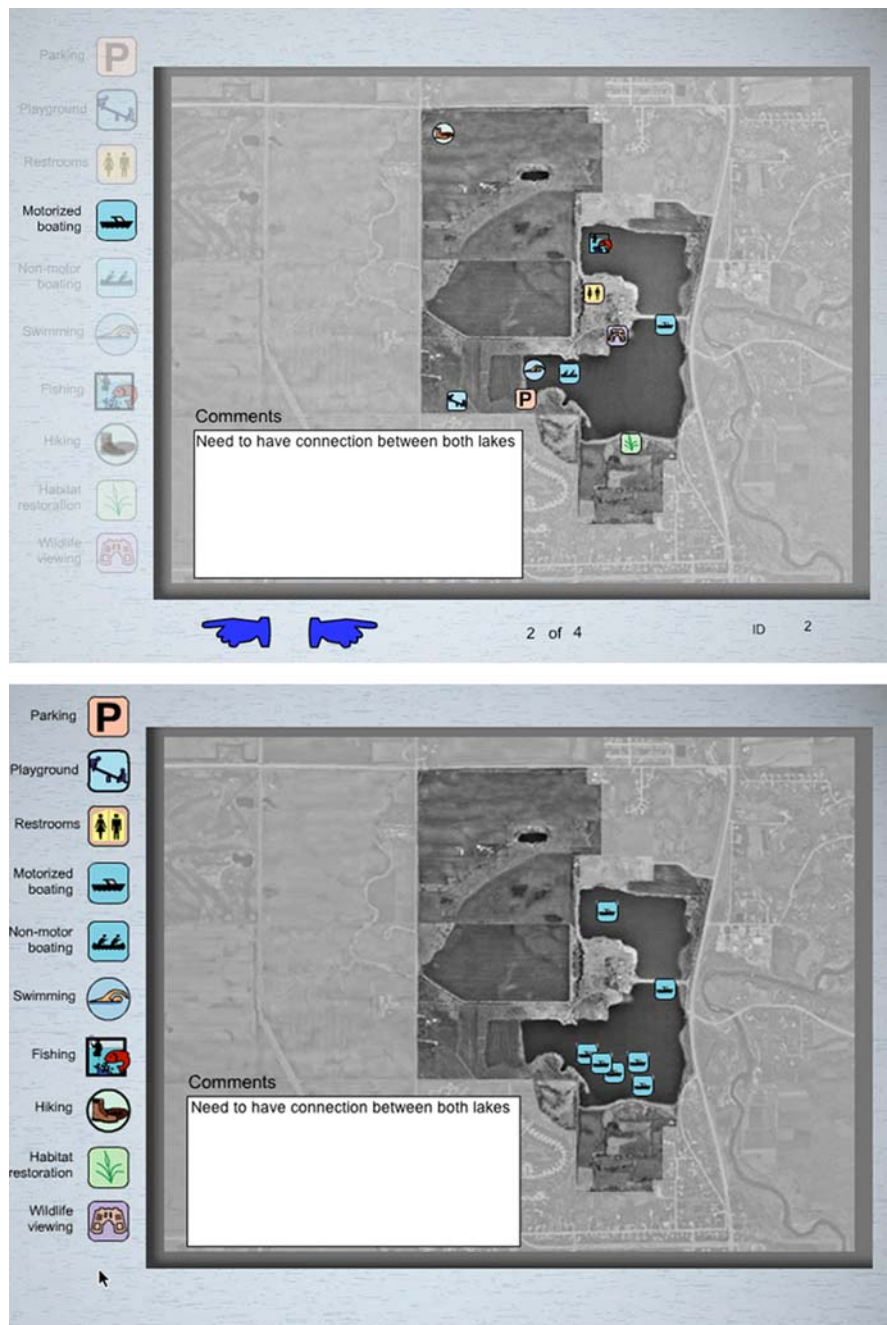 Parking
P
Playground
Restrooms
Motorized
boating
Non-motor
boating
Swimming
Fishing
Hiking
Habitat
restoration
Wildlife
viewing
P
Comments
Need to have connection between both lakes
2 of 4
ID 2
Parking
P
Playground
Restrooms
Motorized
boating
Non-motor
boating
Swimming
Fishing
Hiking
Habitat
restoration
Wildlife
viewing
Comments
Need to have connection between both lakes